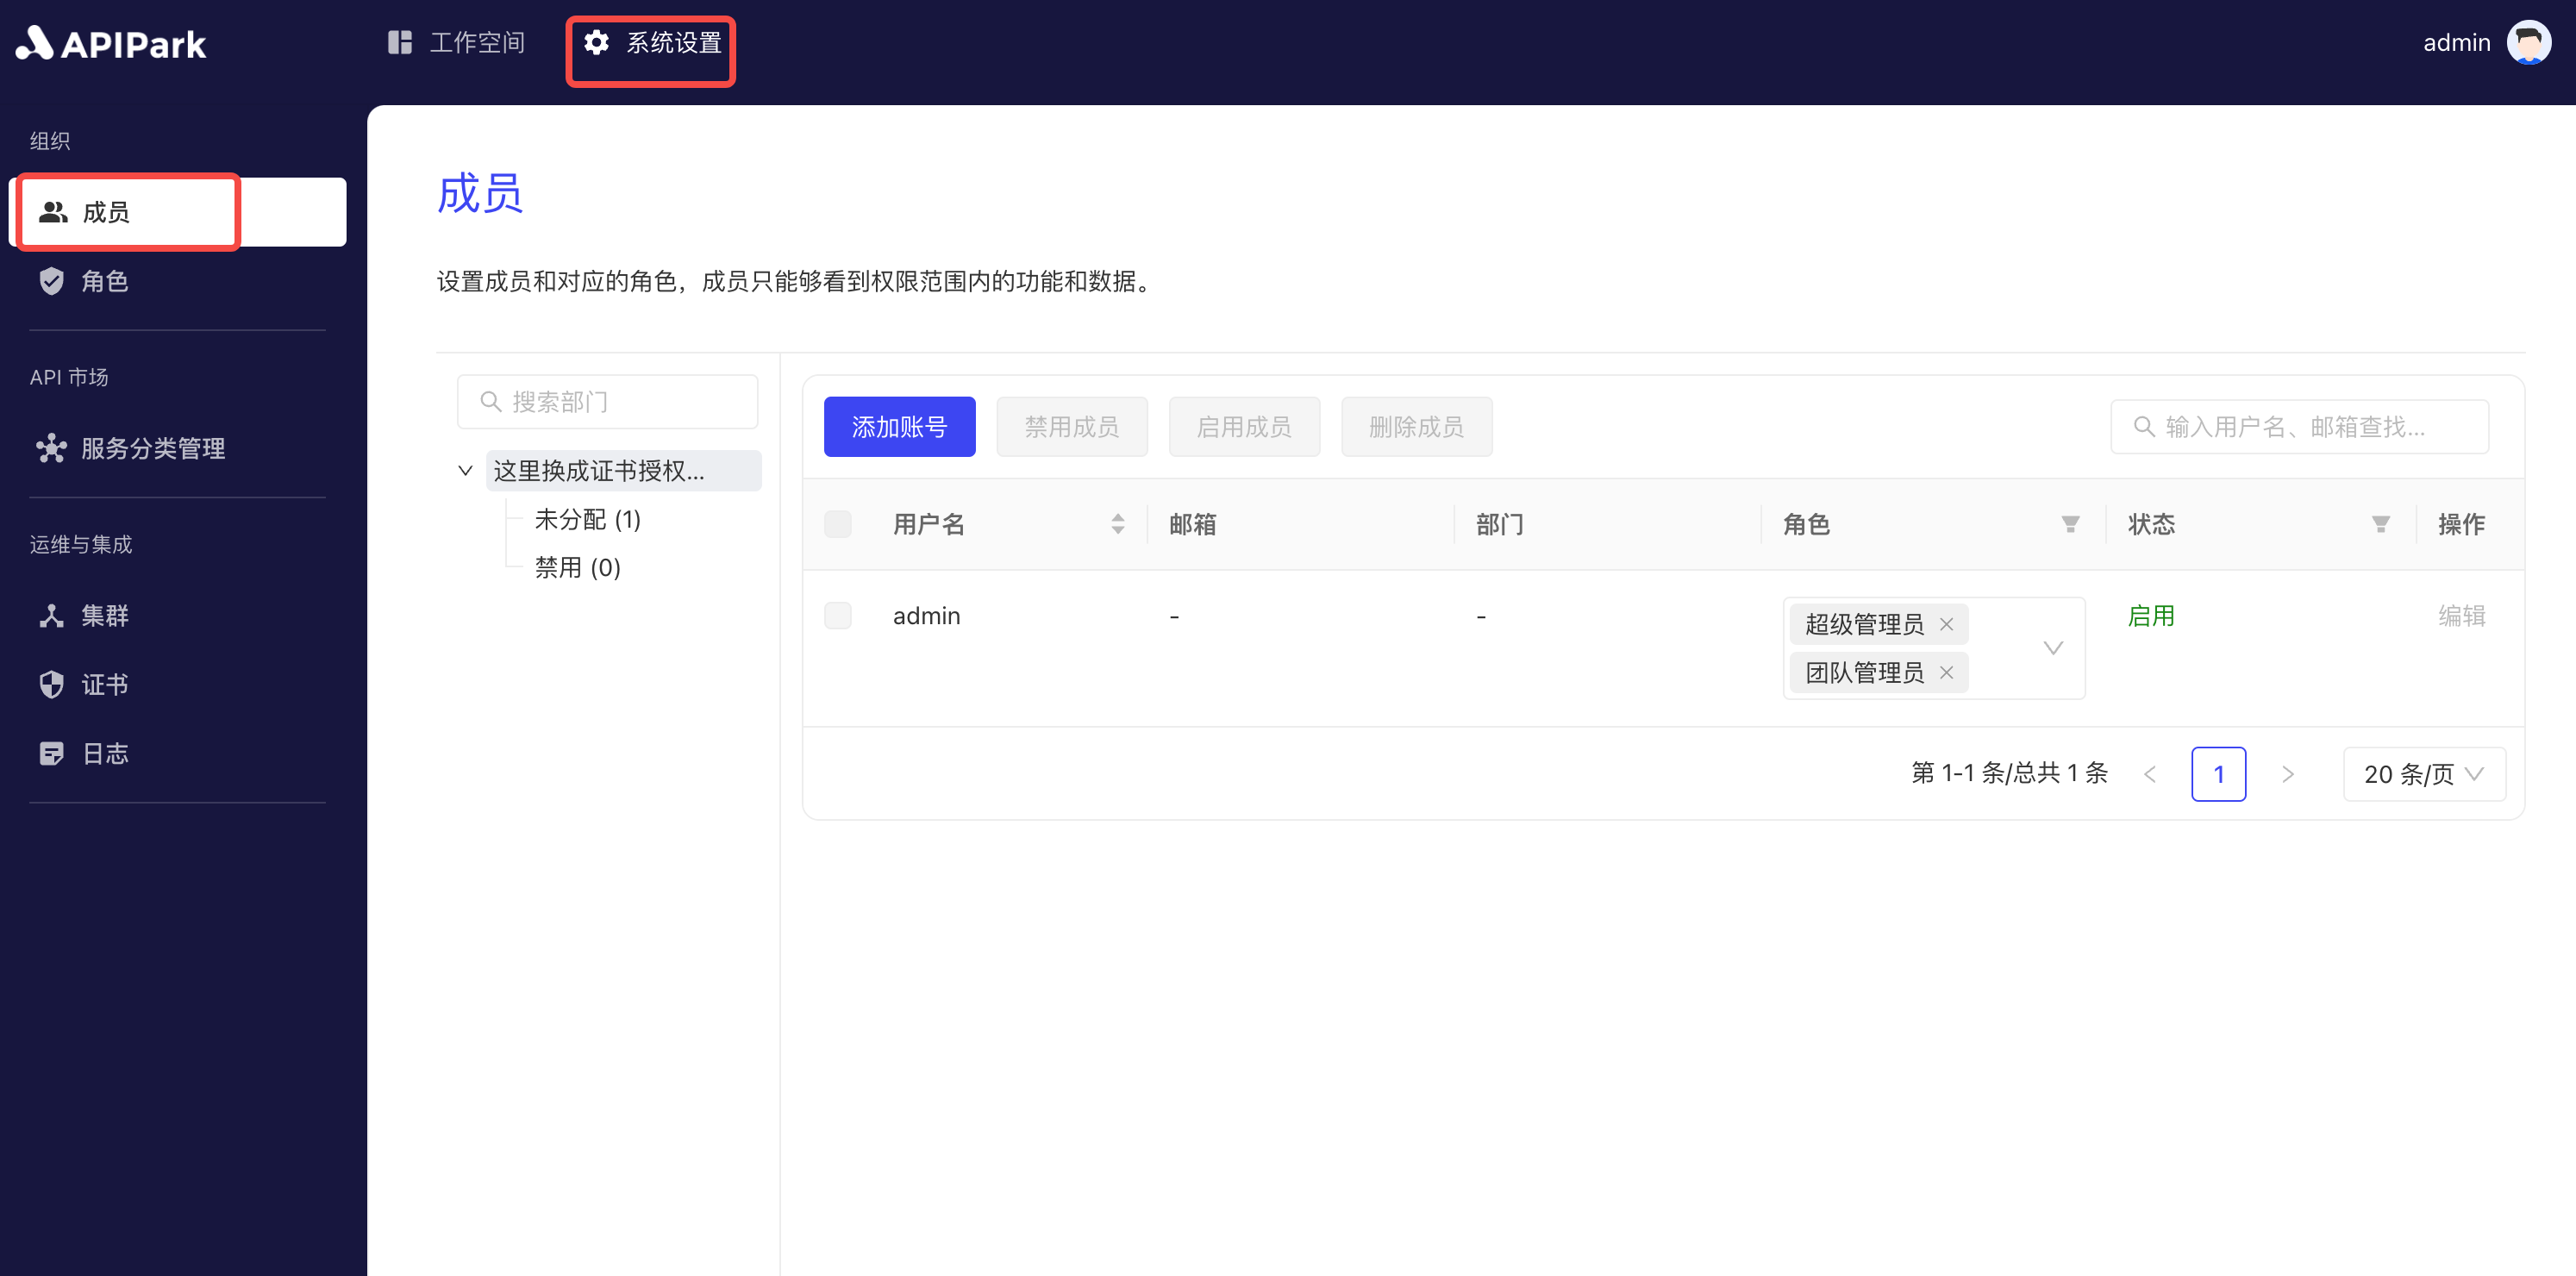 APIPark
工作空间
系统设置
admin
组织
成员
角色
API 市场
服务分类管理
运维与集成
集群
证书
日志
成员
设置成员和对应的角色，成员只能够看到权限范围内的功能和数据。
搜索部门
这里换成证书授权...
未分配 (1)
禁用 (0)
添加账号 禁用成员 启用成员 删除成员 输入用户名、邮箱查找...
用户名 邮箱 部门 角色 状态 操作
admin - - 超级管理员 启用 编辑
团队管理员
第 1-1 条/总共 1 条 1 20 条/页